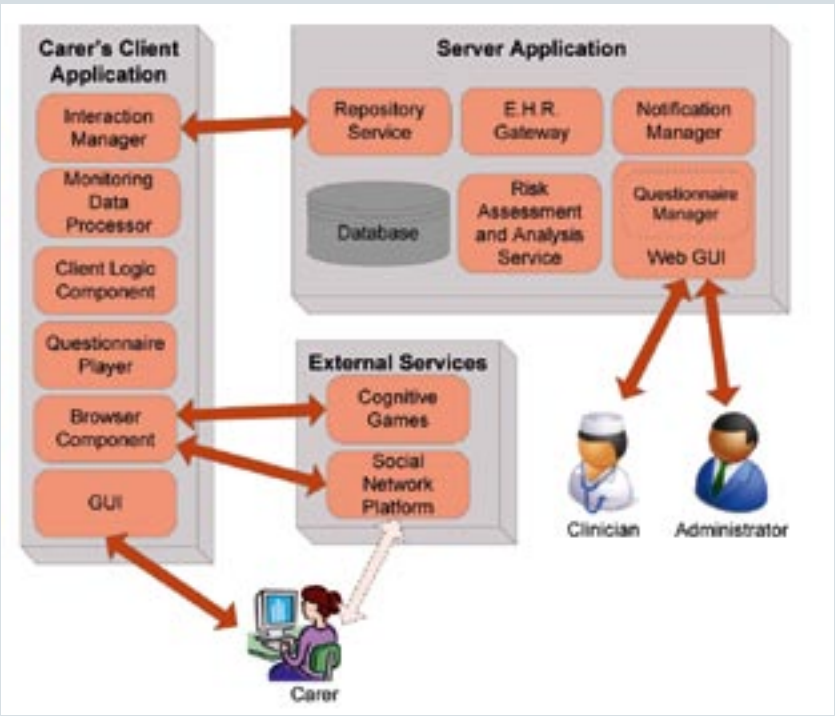 Carer's Client
Application
Interaction
Manager
Monitoring
Data
Processor
Client Logic
Component
Questionnaire
Player
Browser
Component
GUI
Server Application
Repository
Service
E.H.R.
Gateway
Notification
Manager
Database
Risk
Assessment
and Analysis
Service
Questionnaire
Manager
Web GUI
External Services
Cognitive
Games
Social
Network
Platform
Clinician
Administrator
Carer